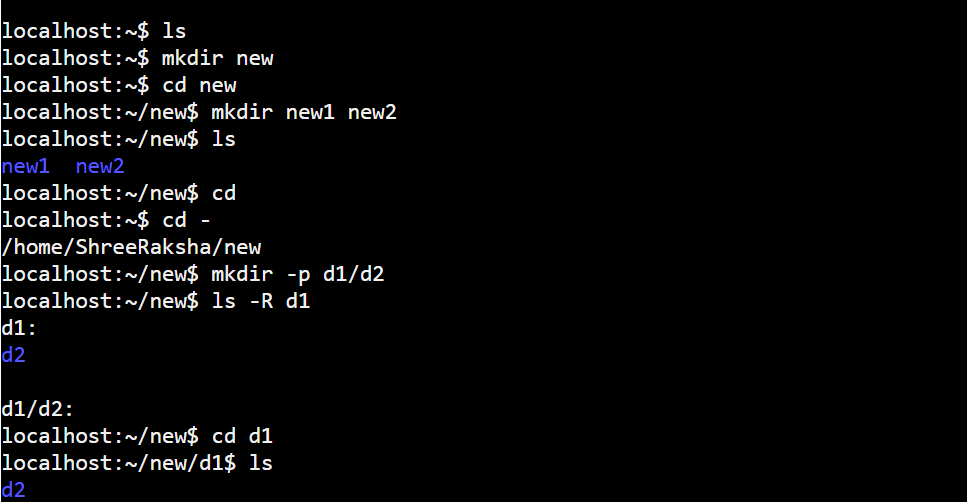 localhost:~$ ls
localhost:~$ mkdir new
localhost:~$ cd new
localhost:~/new$ mkdir new1 new2
localhost:~/new$ ls
new1  new2
localhost:~/new$ cd
localhost:~$ cd -
/home/ShreeRaksha/new
localhost:~/new$ mkdir -p d1/d2
localhost:~/new$ ls -R d1
d1:
d2

d1/d2:
localhost:~/new$ cd d1
localhost:~/new/d1$ ls
d2